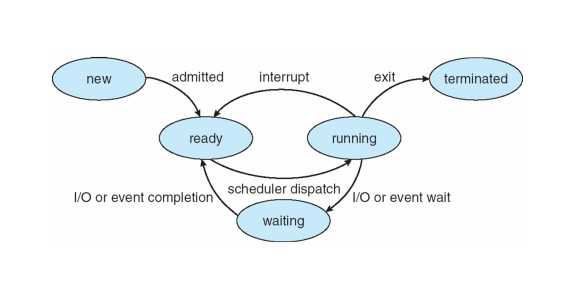 new
admitted
interrupt
exit
terminated
ready
running
scheduler dispatch
I/O or event completion
I/O or event wait
waiting